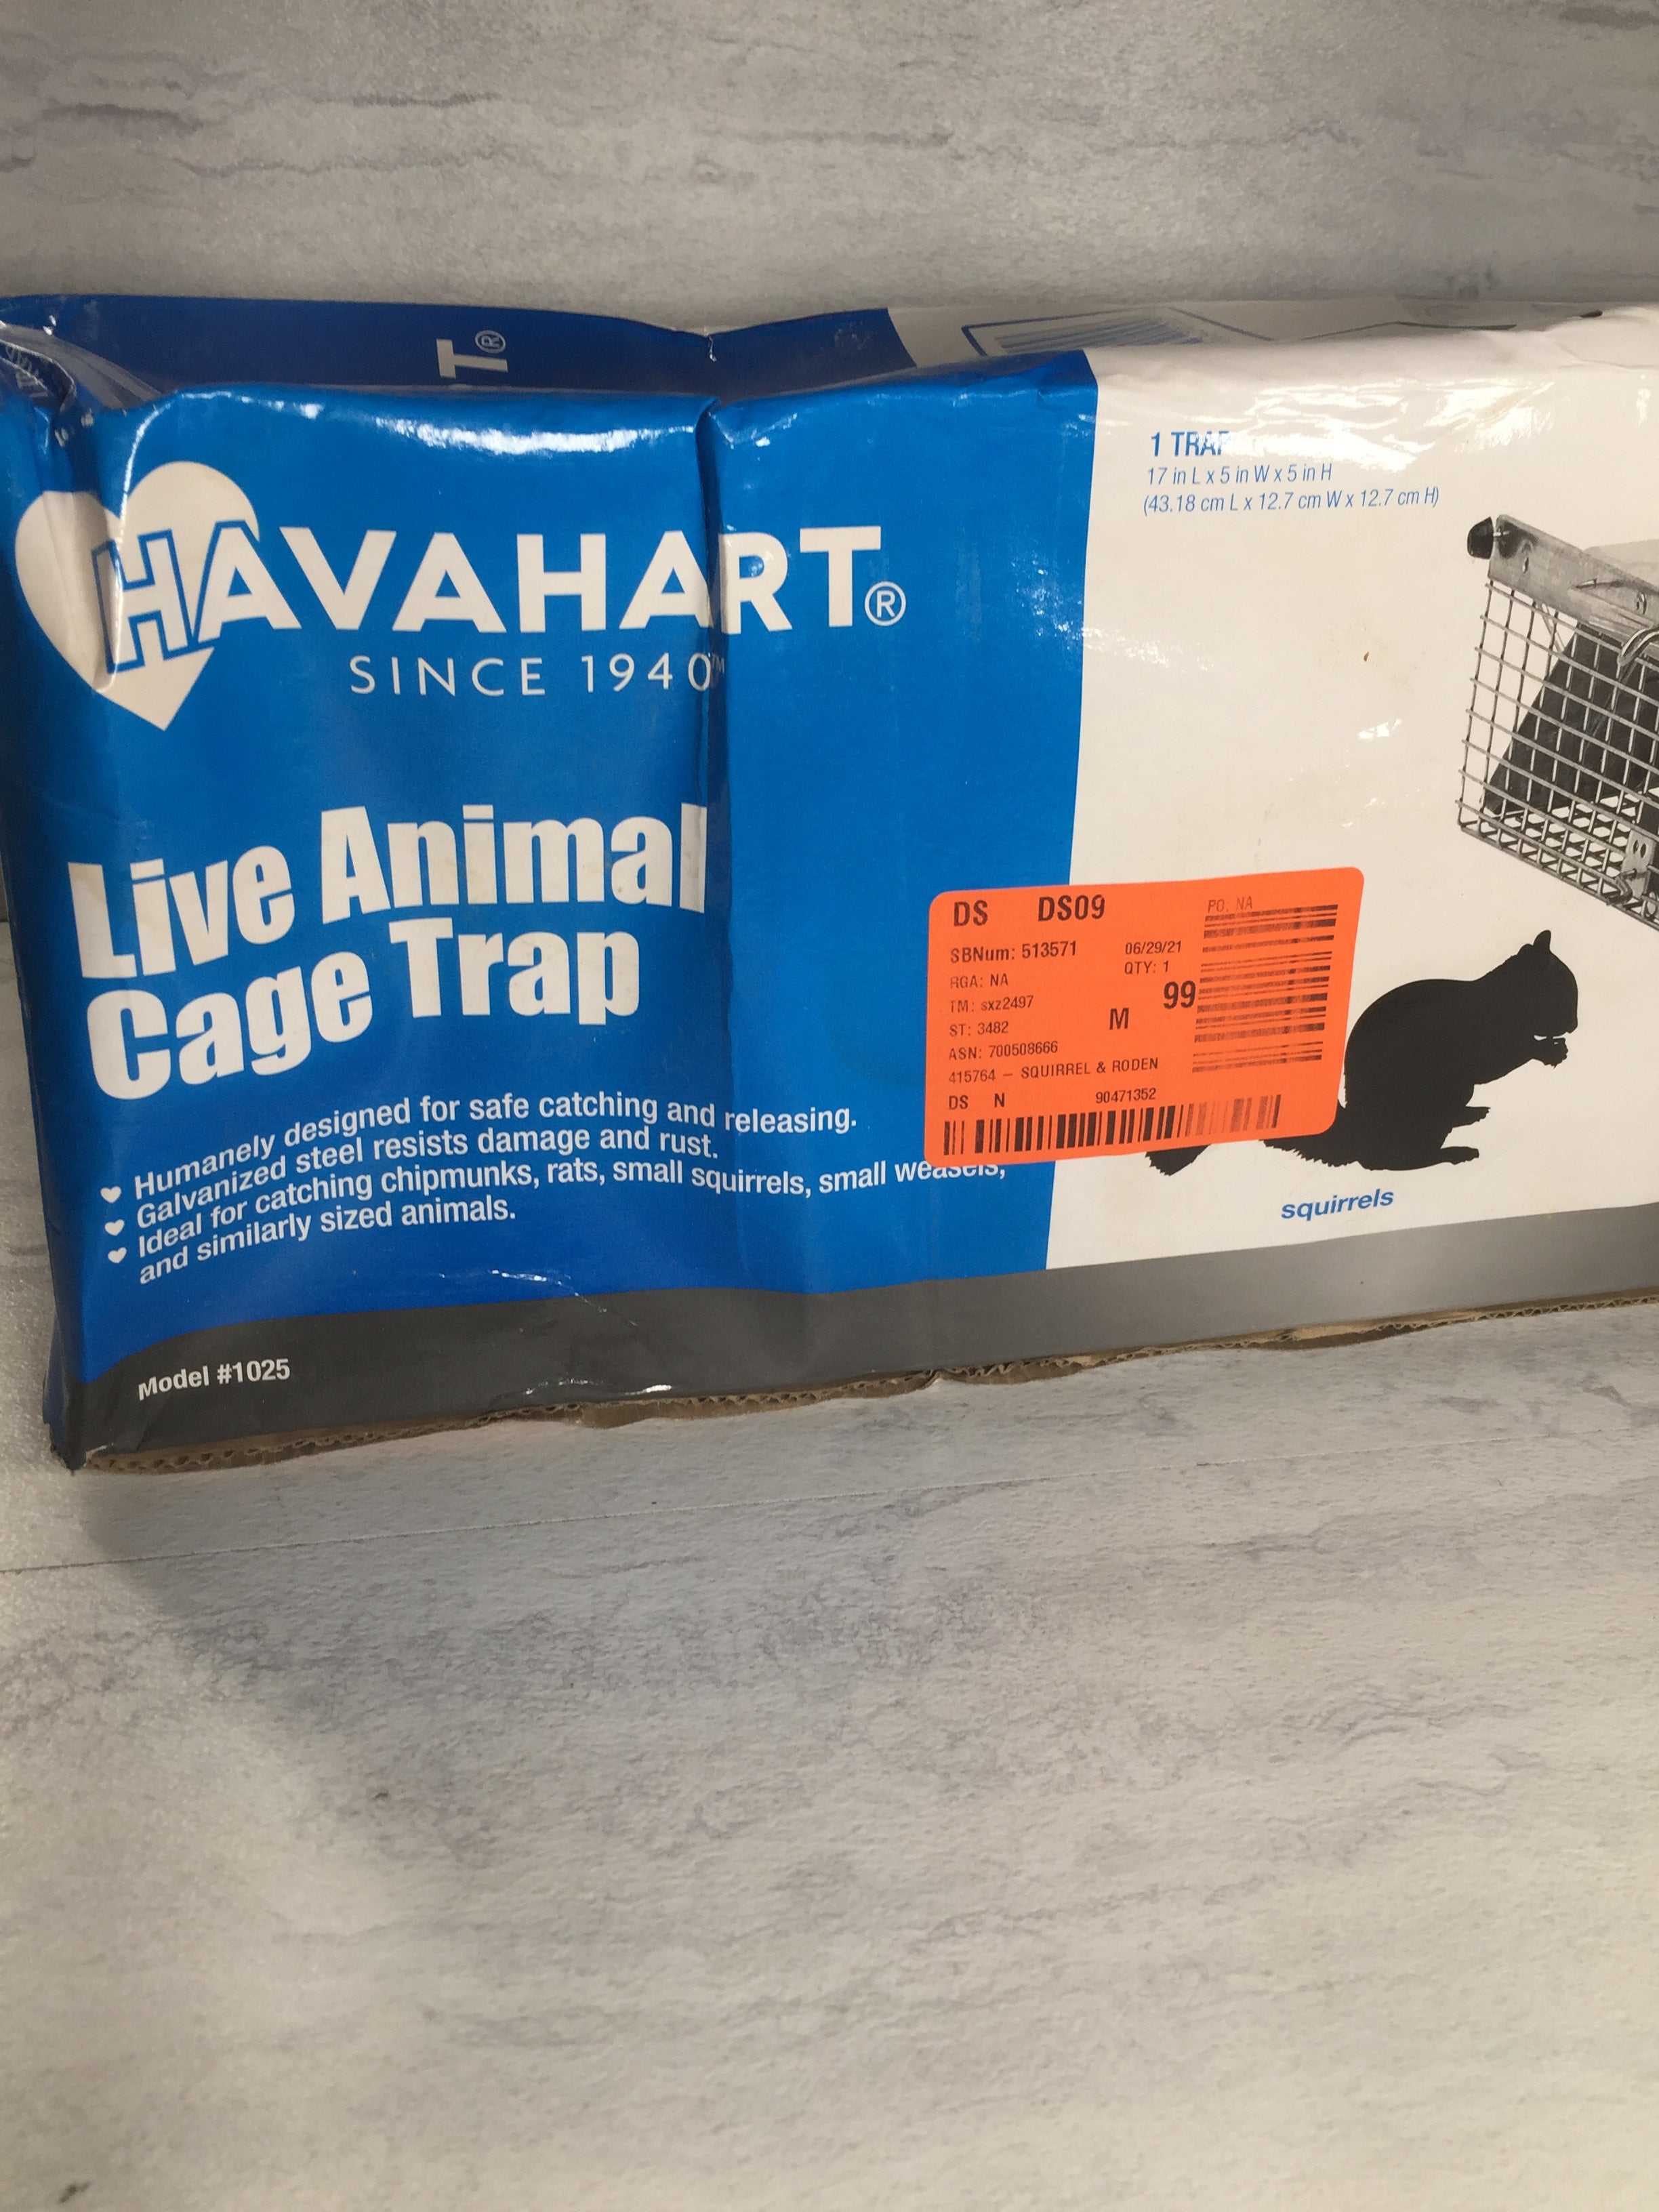 T®
HAVAHART®
SINCE 1940™
Live Animal
Cage Trap
Humanely designed for safe catching and releasing.
Galvanized steel resists damage and rust.
Ideal for catching chipmunks, rats, small squirrels, small weasels,
and similarly sized animals.
Model #1025
1 TRAP
17 in L x 5 in W x 5 in H
(43.18 cm L x 12.7 cm W x 12.7 cm H)
DS DS09
PO: NA
SBNum: 513571 06/29/21
RGA: NA QTY: 1
TM: sxz2497 99
ST: 3482 M
ASN: 700508666
415764 – SQUIRREL & RODEN
DS N 90471352
squirrels